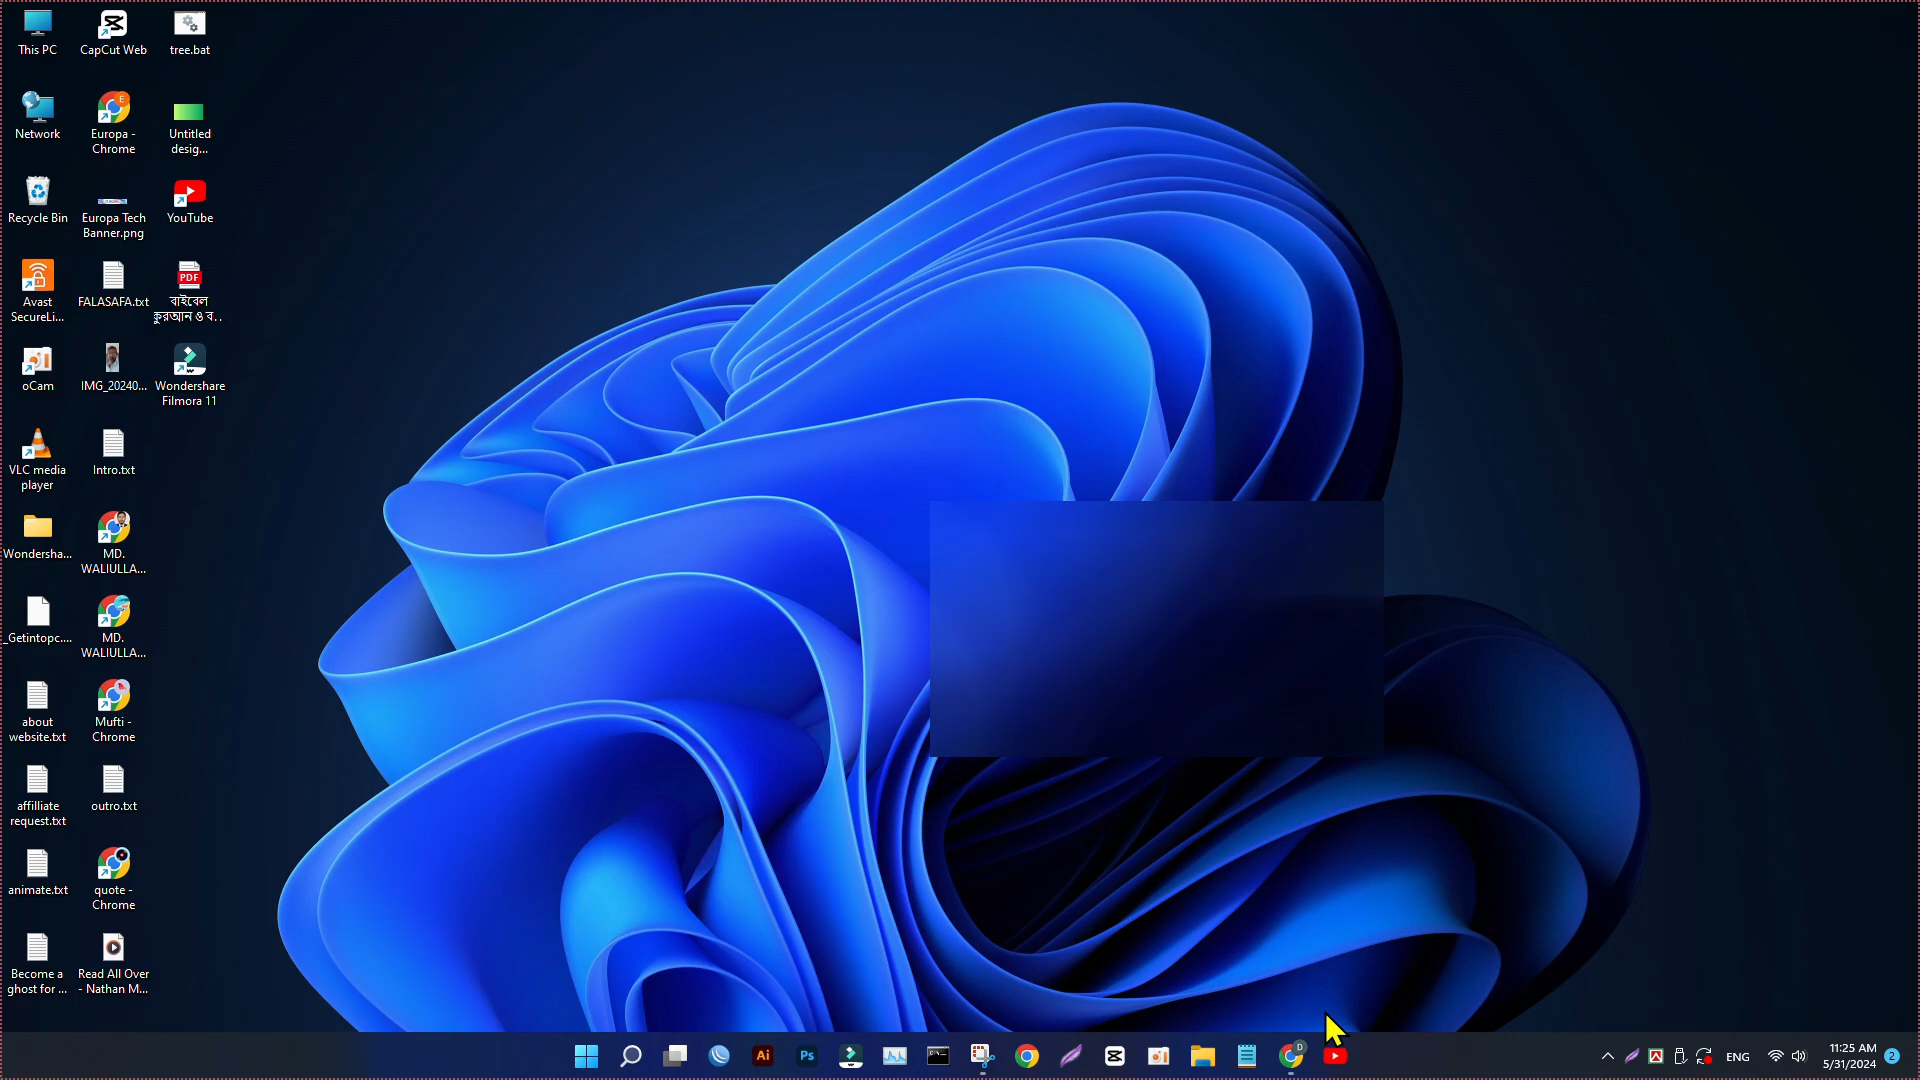 This PC
CapCut Web
tree.bat
Network
Europa -
Chrome
Untitled
desig...
Recycle Bin
Europa Tech
Banner.png
YouTube
Avast
SecureLi...
FALASAFA.txt
PDF
বাইবেল
কুরআন ও ব...
oCam
IMG_20240...
Wondershare
Filmora 11
VLC media
player
Intro.txt
Wondersha...
MD.
WALIULLA...
_Getintopc....
MD.
WALIULLA...
about
website.txt
Mufti -
Chrome
affilliate
request.txt
outro.txt
animate.txt
quote -
Chrome
Become a
ghost for ...
Read All Over
- Nathan M...
Ai
Ps
D
ENG
11:25 AM
5/31/2024
2